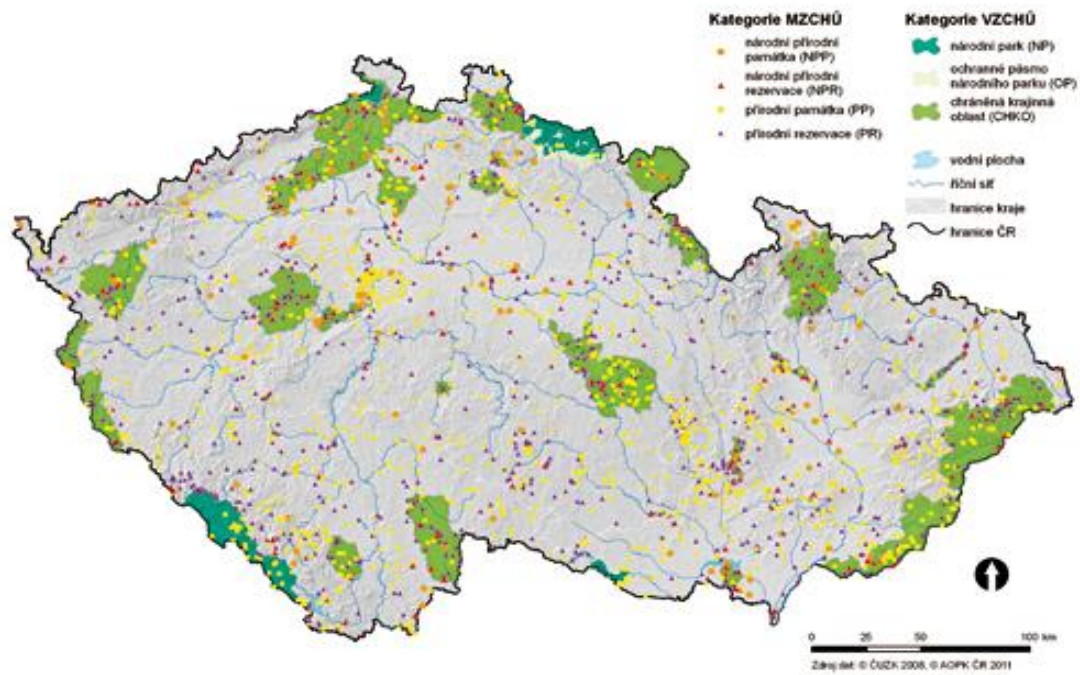 Kategorie MZCHÚ
národní přírodní
památka (NPP)
národní přírodní
rezervace (NPR)
přírodní památka (PP)
přírodní rezervace (PR)
Kategorie VZCHÚ
národní park (NP)
ochranné pásmo
národního parku (OP)
chráněná krajinná
oblast (CHKO)
vodní plocha
říční síť
hranice kraje
hranice ČR
0 25 50 100 km
Zdroj dat: © ČÚZK 2008, © AOPK ČR 2011